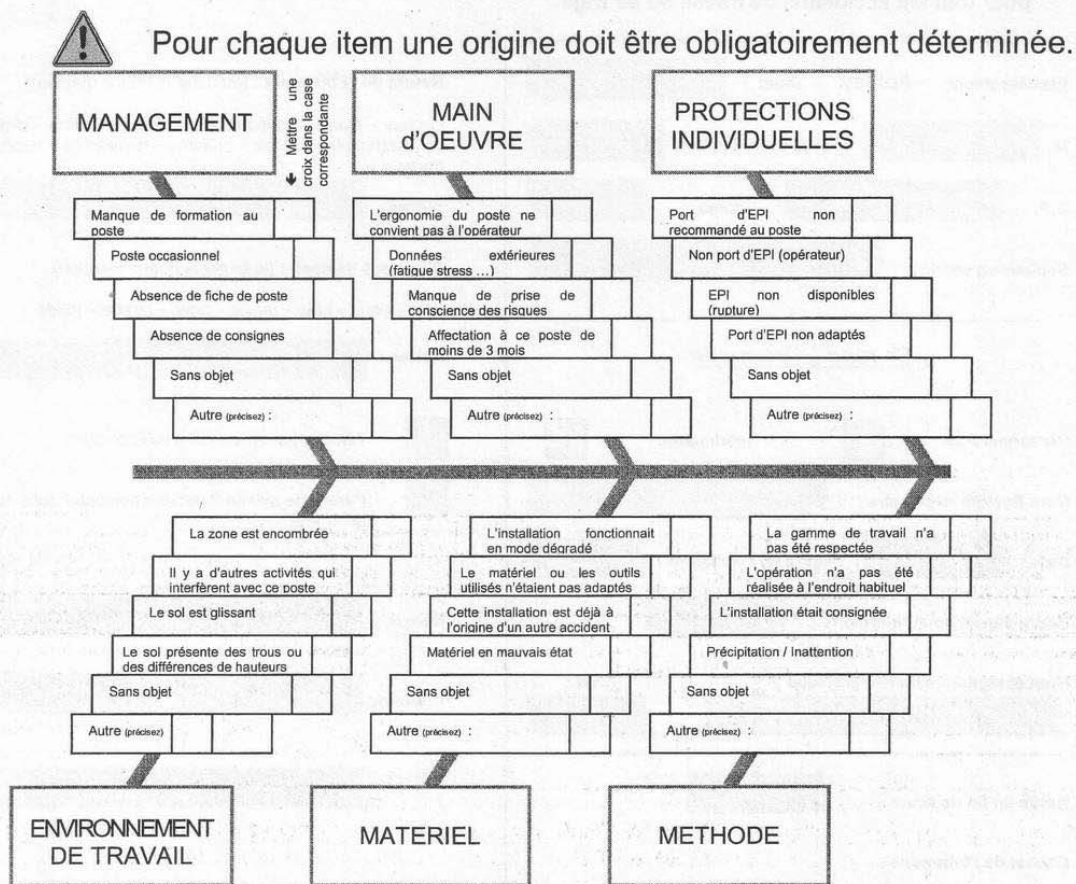 Pour chaque item une origine doit être obligatoirement déterminée.
MANAGEMENT
← Mettre une
croix dans la case
correspondante
MAIN
d'OEUVRE
PROTECTIONS
INDIVIDUELLES
Manque de formation au
poste
Poste occasionnel
Absence de fiche de poste
Absence de consignes
Sans objet
Autre (précisez) :
L'ergonomie du poste ne
convient pas à l'opérateur
Données extérieures
(fatigue stress ...)
Manque de prise de
conscience des risques
Affectation à ce poste de
moins de 3 mois
Sans objet
Autre (précisez) :
Port d'EPI non
recommandé au poste
Non port d'EPI (opérateur)
EPI non disponibles
(rupture)
Port d'EPI non adaptés
Sans objet
Autre (précisez) :
La zone est encombrée
Il y a d'autres activités qui
interfèrent avec ce poste
Le sol est glissant
Le sol présente des trous ou
des différences de hauteurs
Sans objet
Autre (précisez) :
L'installation fonctionnait
en mode dégradé
Le matériel ou les outils
utilisés n'étaient pas adaptés
Cette installation est déjà à
l'origine d'un autre accident
Matériel en mauvais état
Sans objet
Autre (précisez) :
La gamme de travail n'a
pas été respectée
L'opération n'a pas été
réalisée à l'endroit habituel
L'installation était consignée
Précipitation / Inattention
Sans objet
Autre (précisez) :
ENVIRONNEMENT
DE TRAVAIL
MATERIEL
METHODE